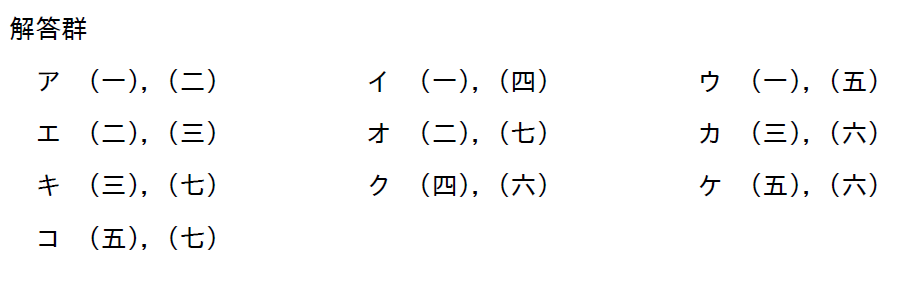 解答群
ア （一），（二） イ （一），（四） ウ （一），（五）
エ （二），（三） オ （二），（七） カ （三），（六）
キ （三），（七） ク （四），（六） ケ （五），（六）
コ （五），（七）